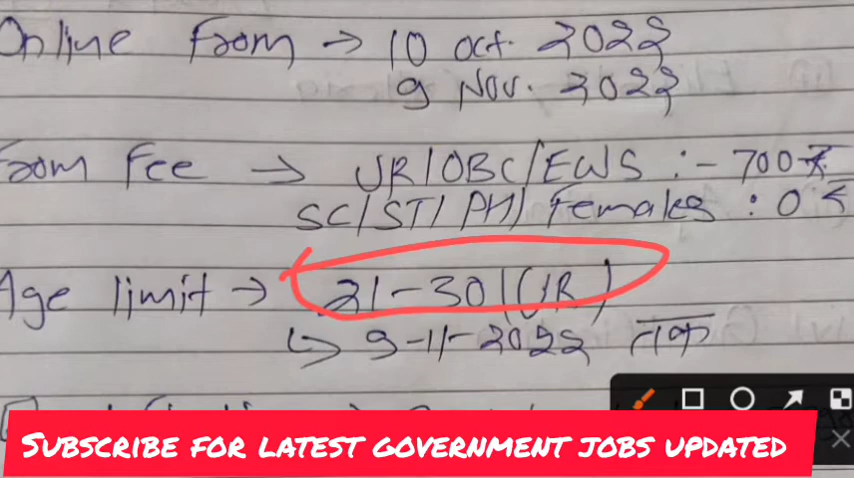 Online From → 10 Oct. 2022
9 Nov. 2022
From Fee → UR/OBC/EWS :- 700 ₹
SC/ST/PH/Females : 0 ₹
Age limit → 21-30 (UR)
↳ 9-11-2022 तक
SUBSCRIBE FOR LATEST GOVERNMENT JOBS UPDATED